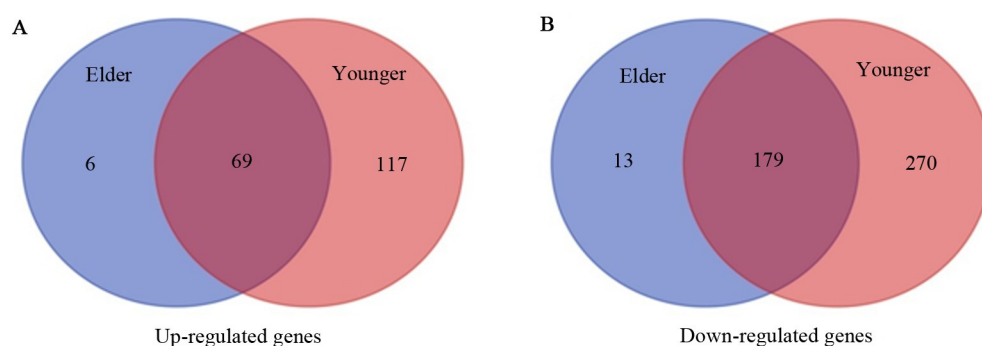 A
Elder
Younger
6
69
117
Up-regulated genes
B
Elder
Younger
13
179
270
Down-regulated genes